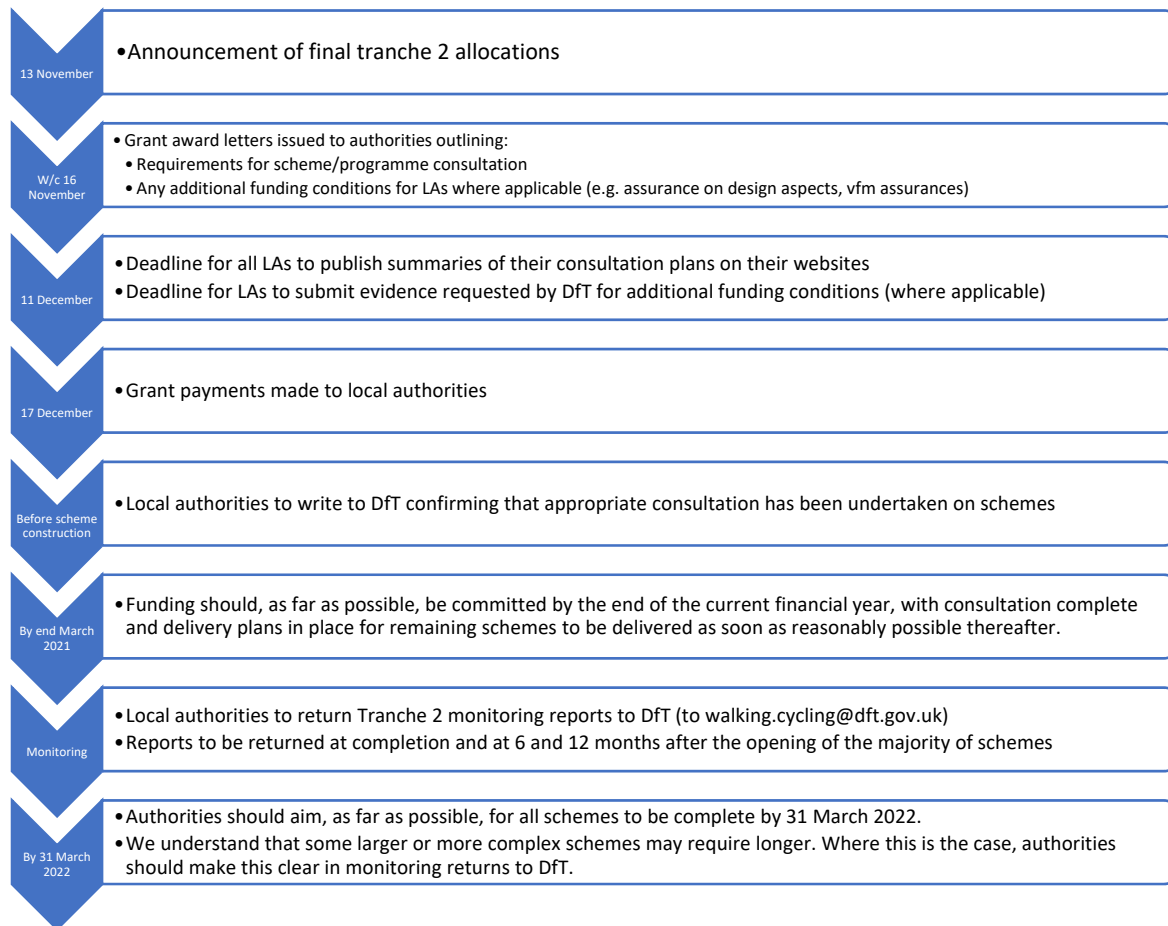 13 November
•Announcement of final tranche 2 allocations
W/c 16
November
• Grant award letters issued to authorities outlining:
• Requirements for scheme/programme consultation
• Any additional funding conditions for LAs where applicable (e.g. assurance on design aspects, vfm assurances)
11 December
•Deadline for all LAs to publish summaries of their consultation plans on their websites
•Deadline for LAs to submit evidence requested by DfT for additional funding conditions (where applicable)
17 December
•Grant payments made to local authorities
Before scheme
construction
•Local authorities to write to DfT confirming that appropriate consultation has been undertaken on schemes
By end March
2021
•Funding should, as far as possible, be committed by the end of the current financial year, with consultation complete
and delivery plans in place for remaining schemes to be delivered as soon as reasonably possible thereafter.
Monitoring
•Local authorities to return Tranche 2 monitoring reports to DfT (to walking.cycling@dft.gov.uk)
•Reports to be returned at completion and at 6 and 12 months after the opening of the majority of schemes
By 31 March
2022
•Authorities should aim, as far as possible, for all schemes to be complete by 31 March 2022.
•We understand that some larger or more complex schemes may require longer. Where this is the case, authorities
should make this clear in monitoring returns to DfT.